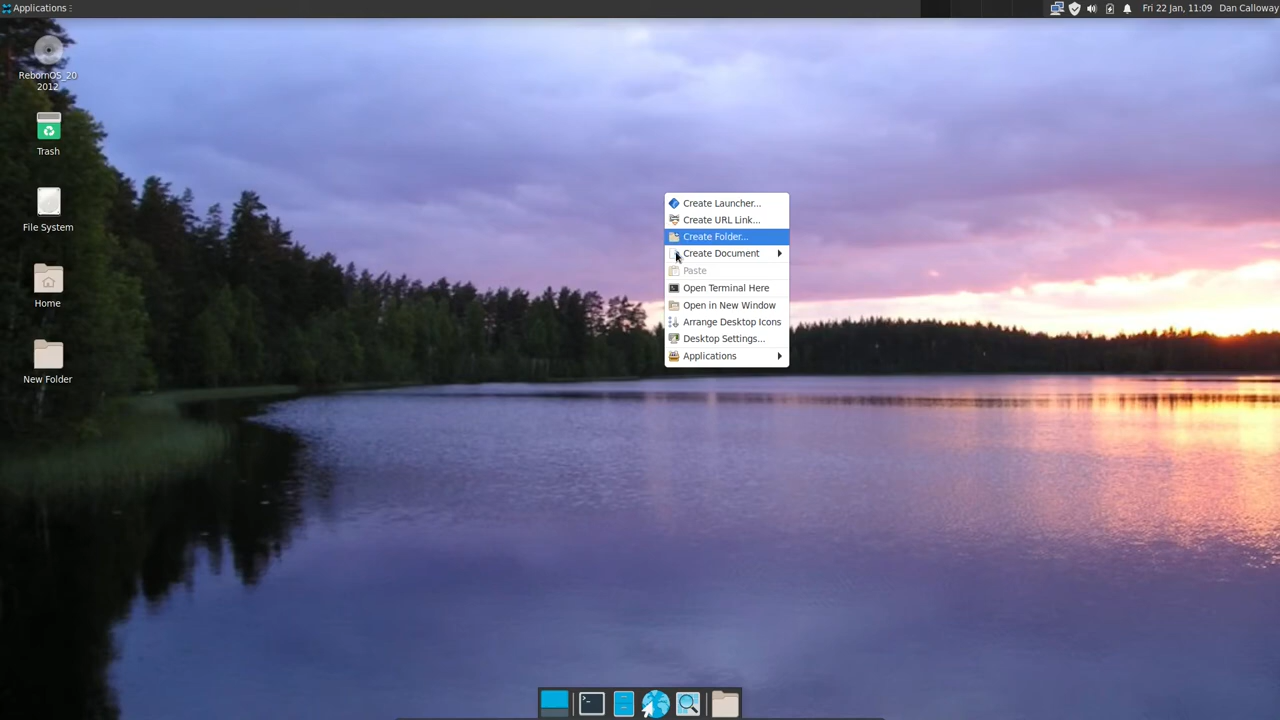 Applications
Fri 22 Jan, 11:09 Dan Calloway
RebornOS_20
2012
Trash
File System
Home
New Folder
Create Launcher...
Create URL Link...
Create Folder...
Create Document
Paste
Open Terminal Here
Open in New Window
Arrange Desktop Icons
Desktop Settings...
Applications